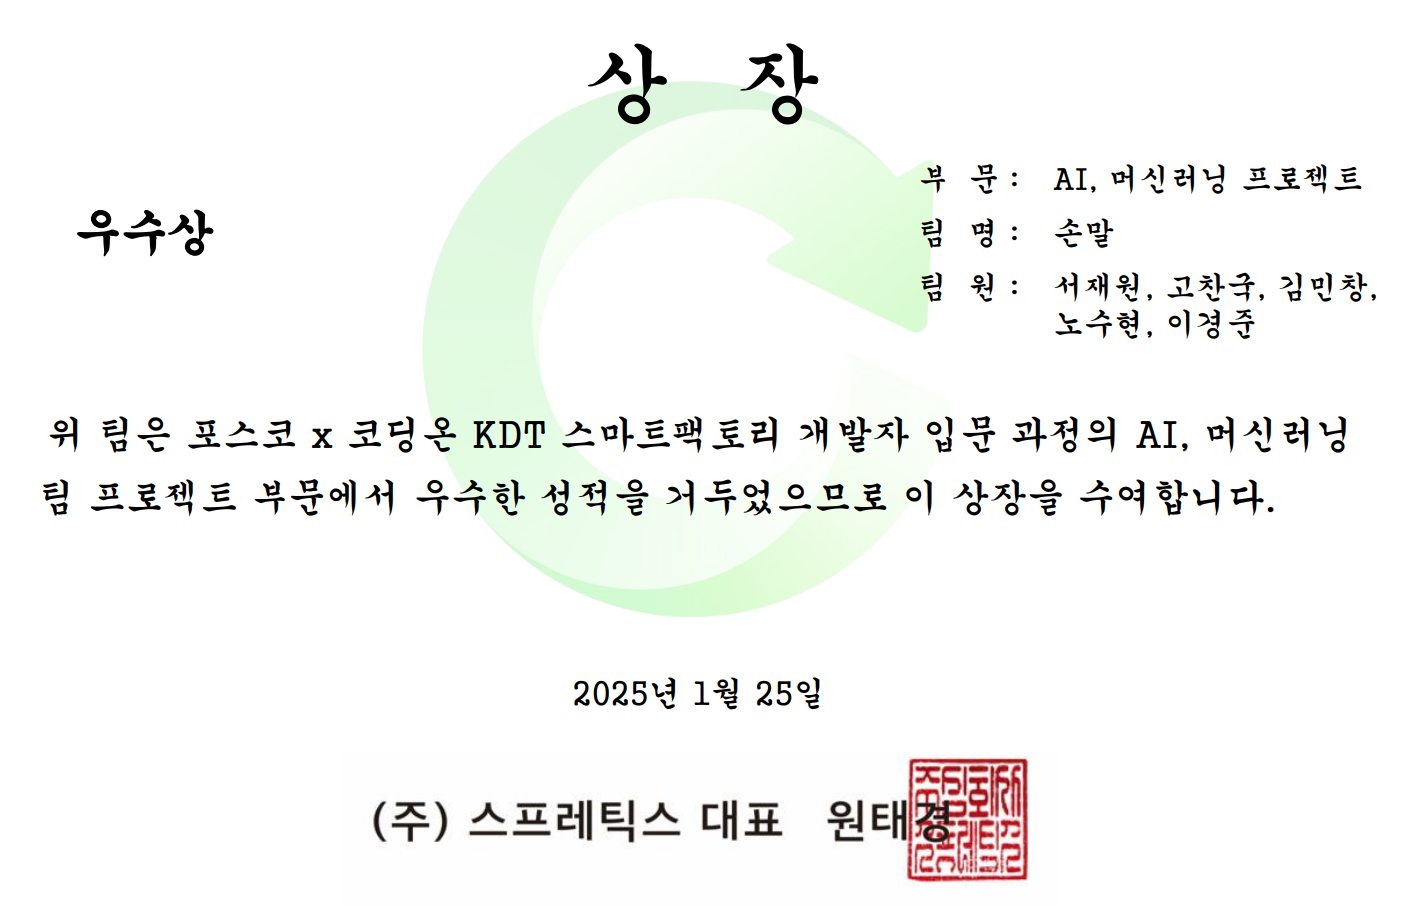 상 장
부 문 : AI, 머신러닝 프로젝트
우수상
팀 명 : 손말
팀 원 : 서재원, 고찬국, 김민창,
노수현, 이경준
위 팀은 포스코 x 코딩온 KDT 스마트팩토리 개발자 입문 과정의 AI, 머신러닝
팀 프로젝트 부문에서 우수한 성적을 거두었으므로 이 상장을 수여합니다.
2025년 1월 25일
(주) 스프레틱스 대표 원태경